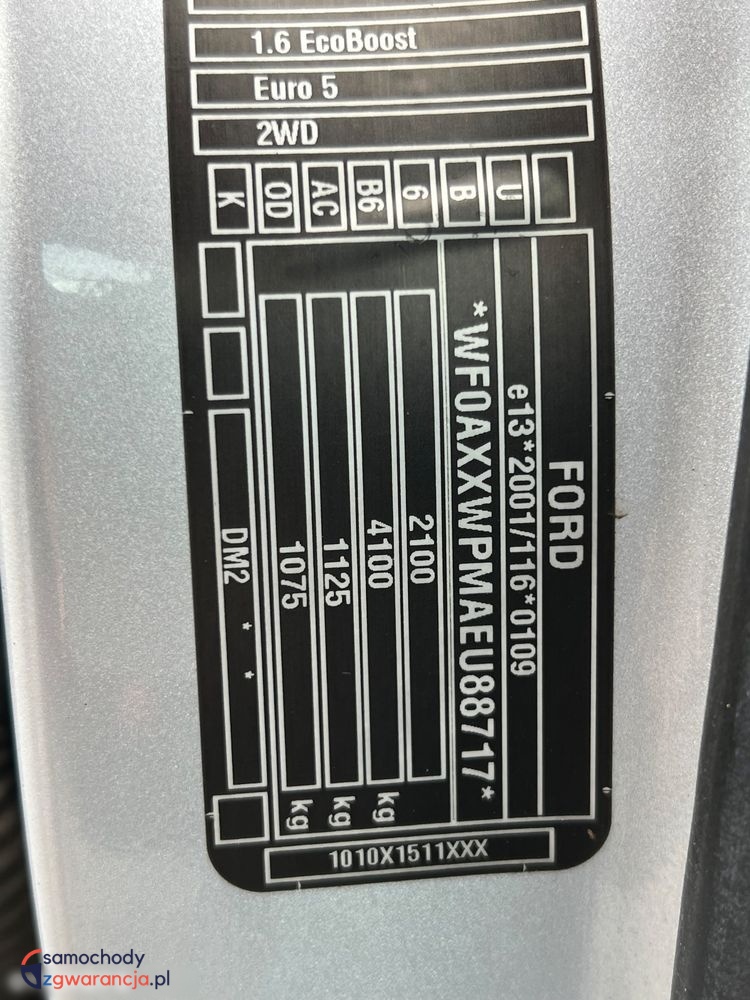 1.6 EcoBoost
Euro 5
2WD
K OD AC B6 6 B U
FORD
e13*2001/116*0109
*WF0AXXWPMAEU88717*
2100
4100 kg
1125 kg
1075 kg
DM2 * *
1010X1511XXX
samochody
zgwarancja.pl